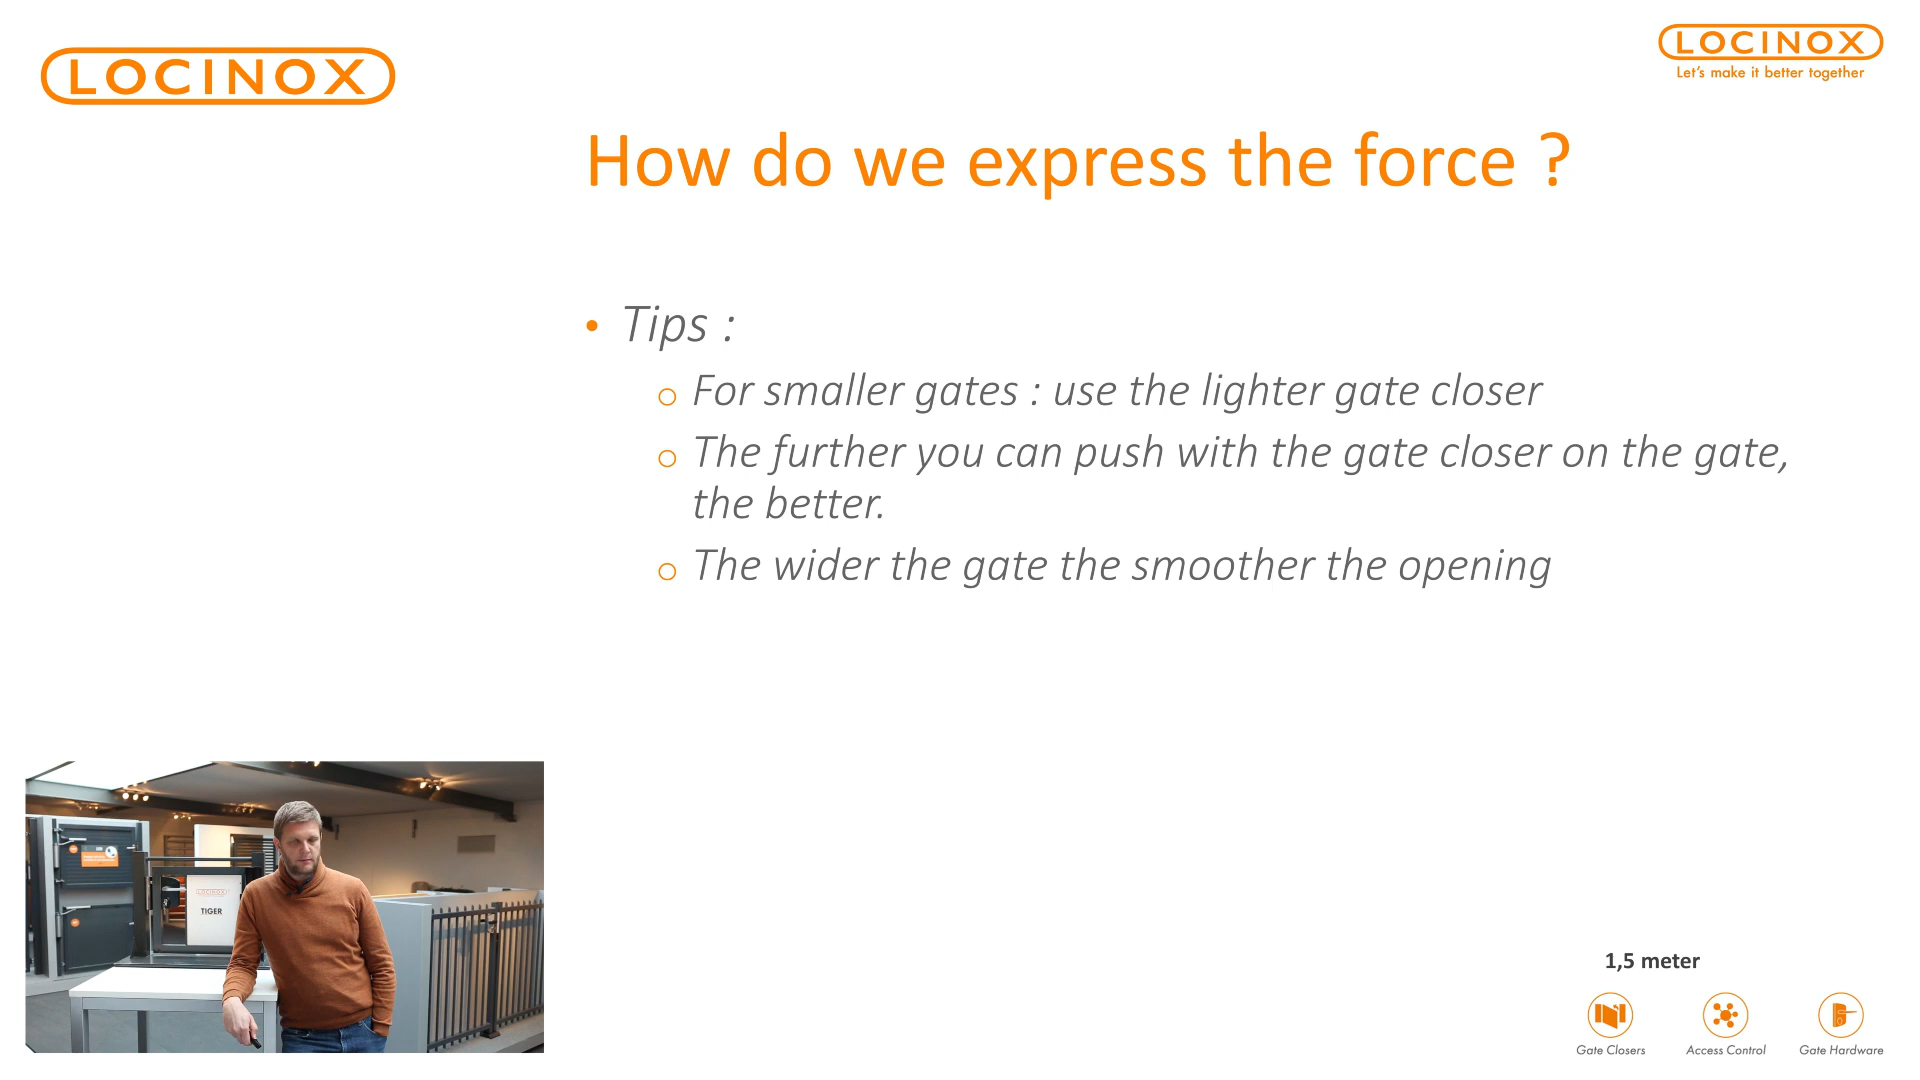 LOCINOX
LOCINOX
Let's make it better together
How do we express the force ?
• Tips :
o For smaller gates : use the lighter gate closer
o The further you can push with the gate closer on the gate,
the better.
o The wider the gate the smoother the opening
LOCINOX
TIGER
1,5 meter
Gate Closers
Access Control
Gate Hardware